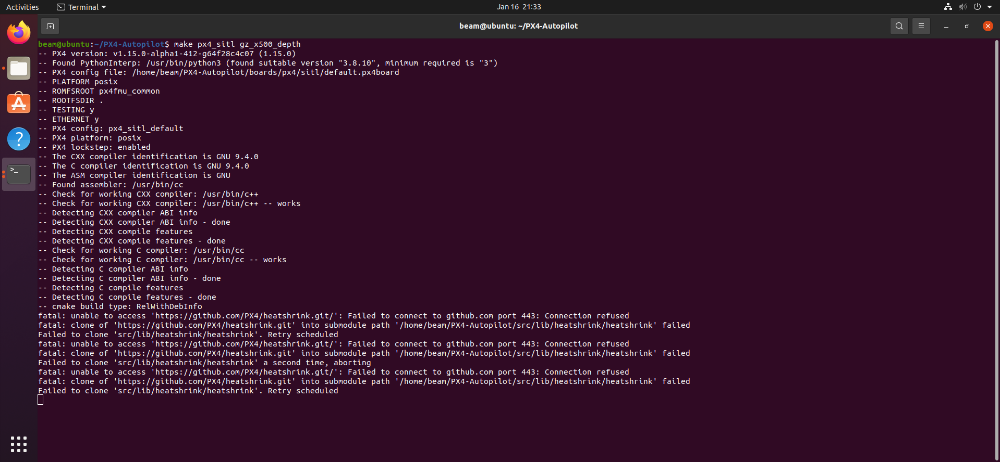 Activities
Terminal
Jan 16 21:33
beam@ubuntu: ~/PX4-Autopilot
beam@ubuntu:~/PX4-Autopilot$ make px4_sitl gz_x500_depth
-- PX4 version: v1.15.0-alpha1-412-g64f28c4c07 (1.15.0)
-- Found PythonInterp: /usr/bin/python3 (found suitable version "3.8.10", minimum required is "3")
-- PX4 config file: /home/beam/PX4-Autopilot/boards/px4/sitl/default.px4board
-- PLATFORM posix
-- ROMFSROOT px4fmu_common
-- ROOTFSDIR .
-- TESTING y
-- ETHERNET y
-- PX4 config: px4_sitl_default
-- PX4 platform: posix
-- PX4 lockstep: enabled
-- The CXX compiler identification is GNU 9.4.0
-- The C compiler identification is GNU 9.4.0
-- The ASM compiler identification is GNU
-- Found assembler: /usr/bin/cc
-- Check for working CXX compiler: /usr/bin/c++
-- Check for working CXX compiler: /usr/bin/c++ -- works
-- Detecting CXX compiler ABI info
-- Detecting CXX compiler ABI info - done
-- Detecting CXX compile features
-- Detecting CXX compile features - done
-- Check for working C compiler: /usr/bin/cc
-- Check for working C compiler: /usr/bin/cc -- works
-- Detecting C compiler ABI info
-- Detecting C compiler ABI info - done
-- Detecting C compile features
-- Detecting C compile features - done
-- cmake build type: RelWithDebInfo
fatal: unable to access 'https://github.com/PX4/heatshrink.git/': Failed to connect to github.com port 443: Connection refused
fatal: clone of 'https://github.com/PX4/heatshrink.git' into submodule path '/home/beam/PX4-Autopilot/src/lib/heatshrink/heatshrink' failed
Failed to clone 'src/lib/heatshrink/heatshrink'. Retry scheduled
fatal: unable to access 'https://github.com/PX4/heatshrink.git/': Failed to connect to github.com port 443: Connection refused
fatal: clone of 'https://github.com/PX4/heatshrink.git' into submodule path '/home/beam/PX4-Autopilot/src/lib/heatshrink/heatshrink' failed
Failed to clone 'src/lib/heatshrink/heatshrink' a second time, aborting
fatal: unable to access 'https://github.com/PX4/heatshrink.git/': Failed to connect to github.com port 443: Connection refused
fatal: clone of 'https://github.com/PX4/heatshrink.git' into submodule path '/home/beam/PX4-Autopilot/src/lib/heatshrink/heatshrink' failed
Failed to clone 'src/lib/heatshrink/heatshrink'. Retry scheduled